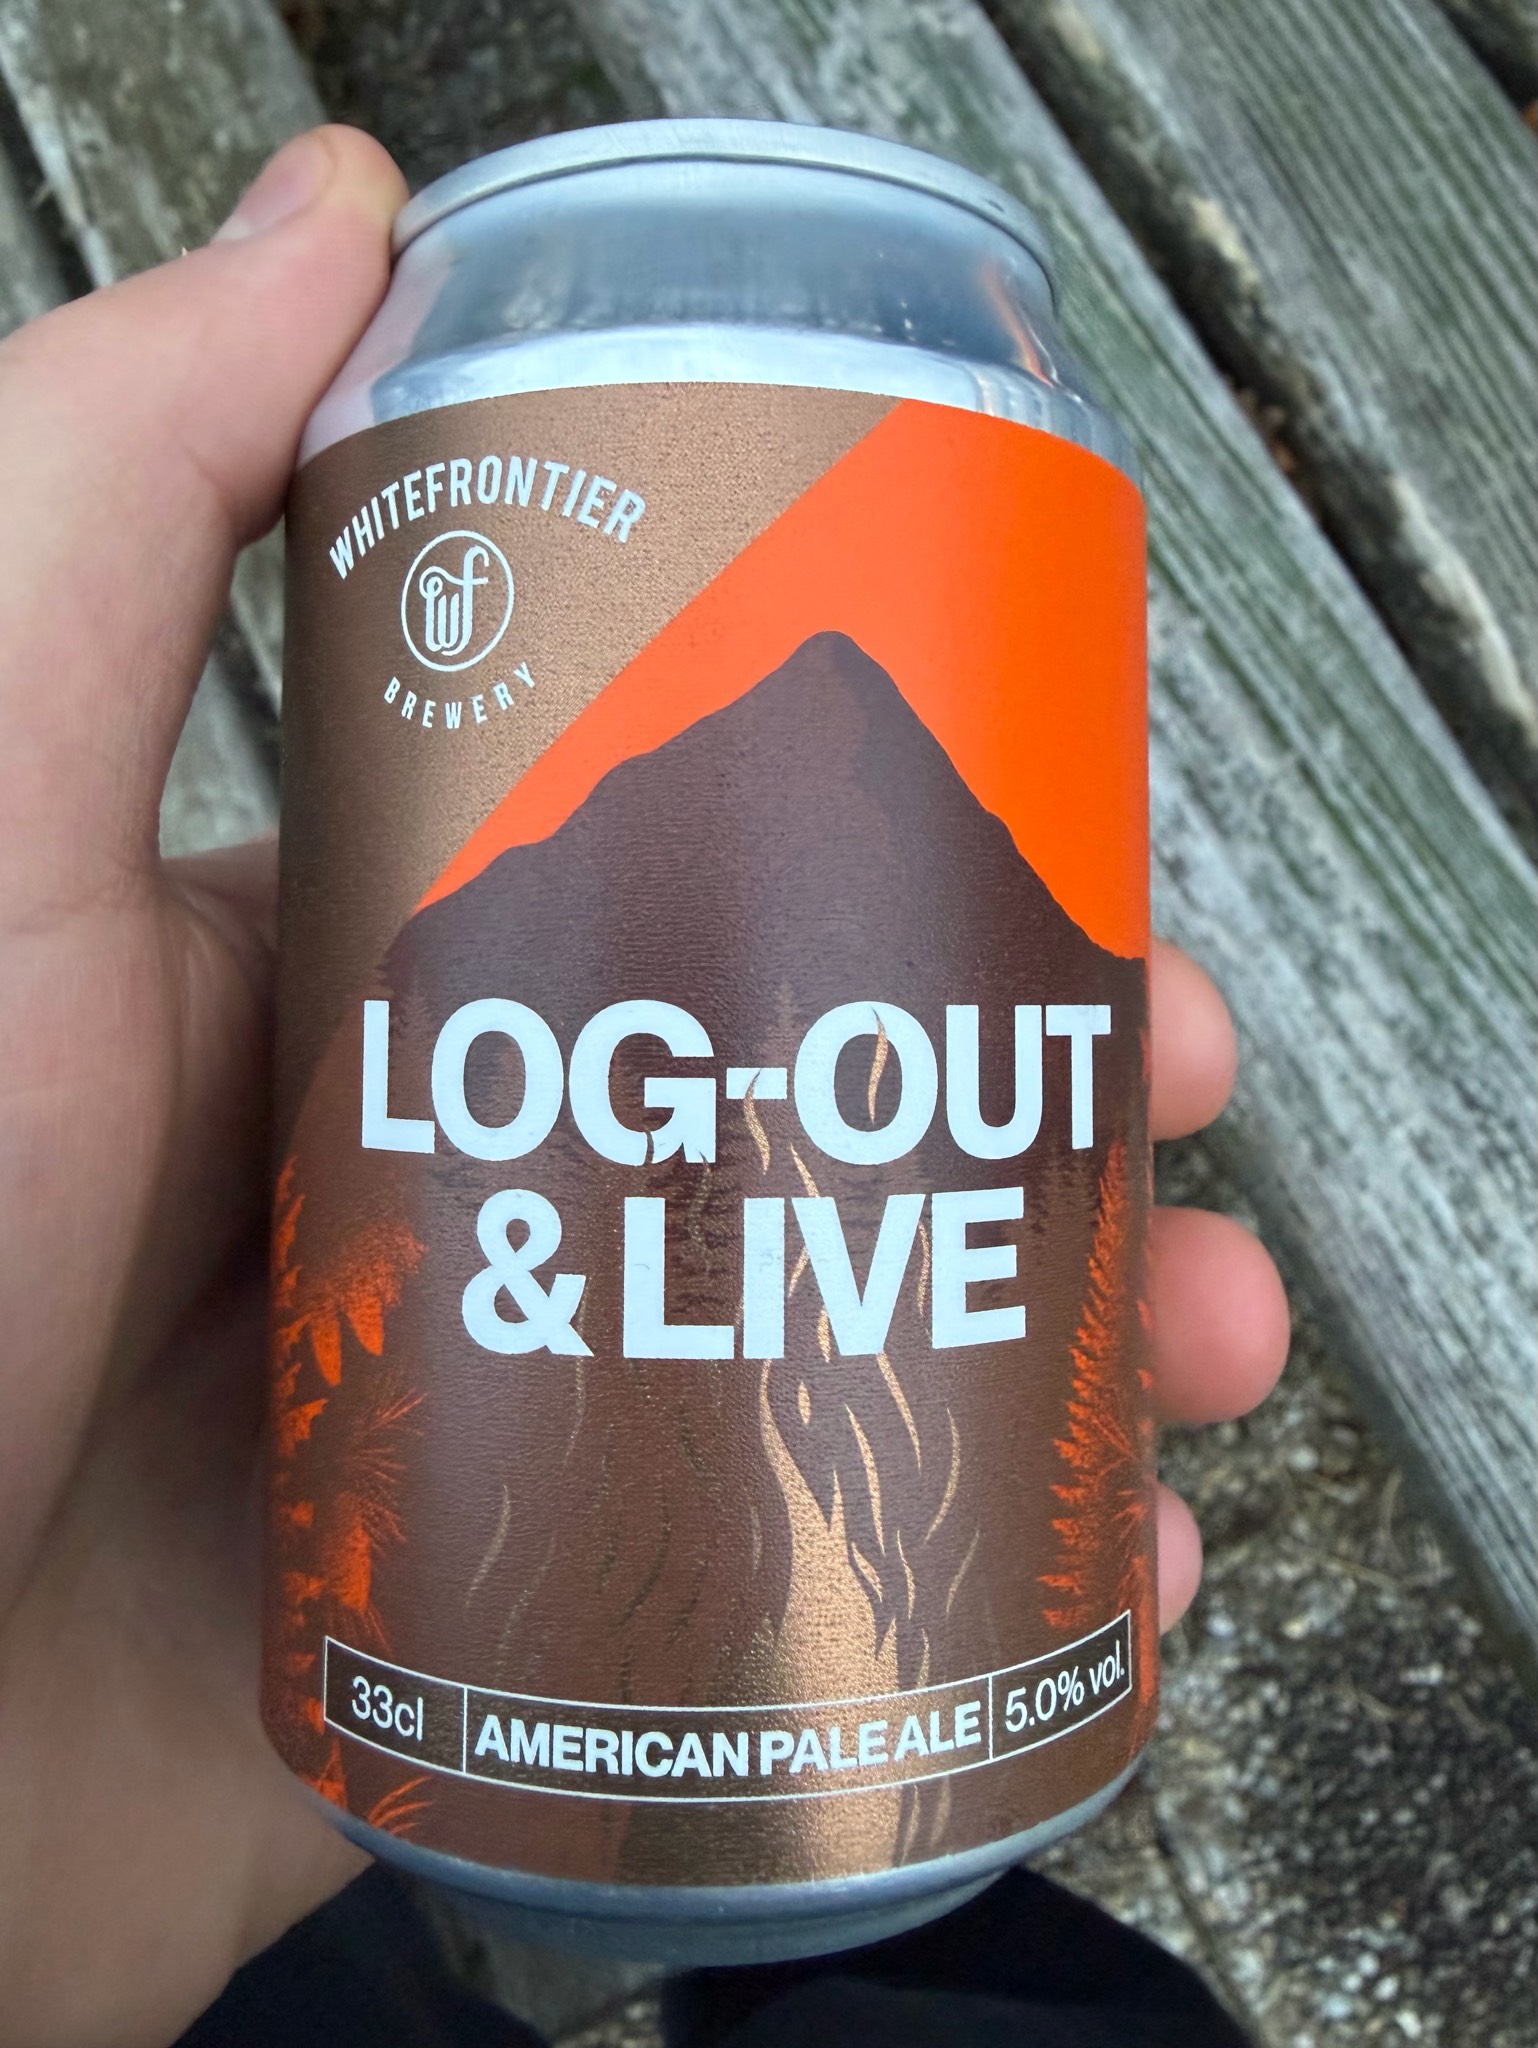 WHITEFRONTIER
wf
BREWERY
LOG-OUT
& LIVE
33cl AMERICAN PALE ALE 5.0% vol.